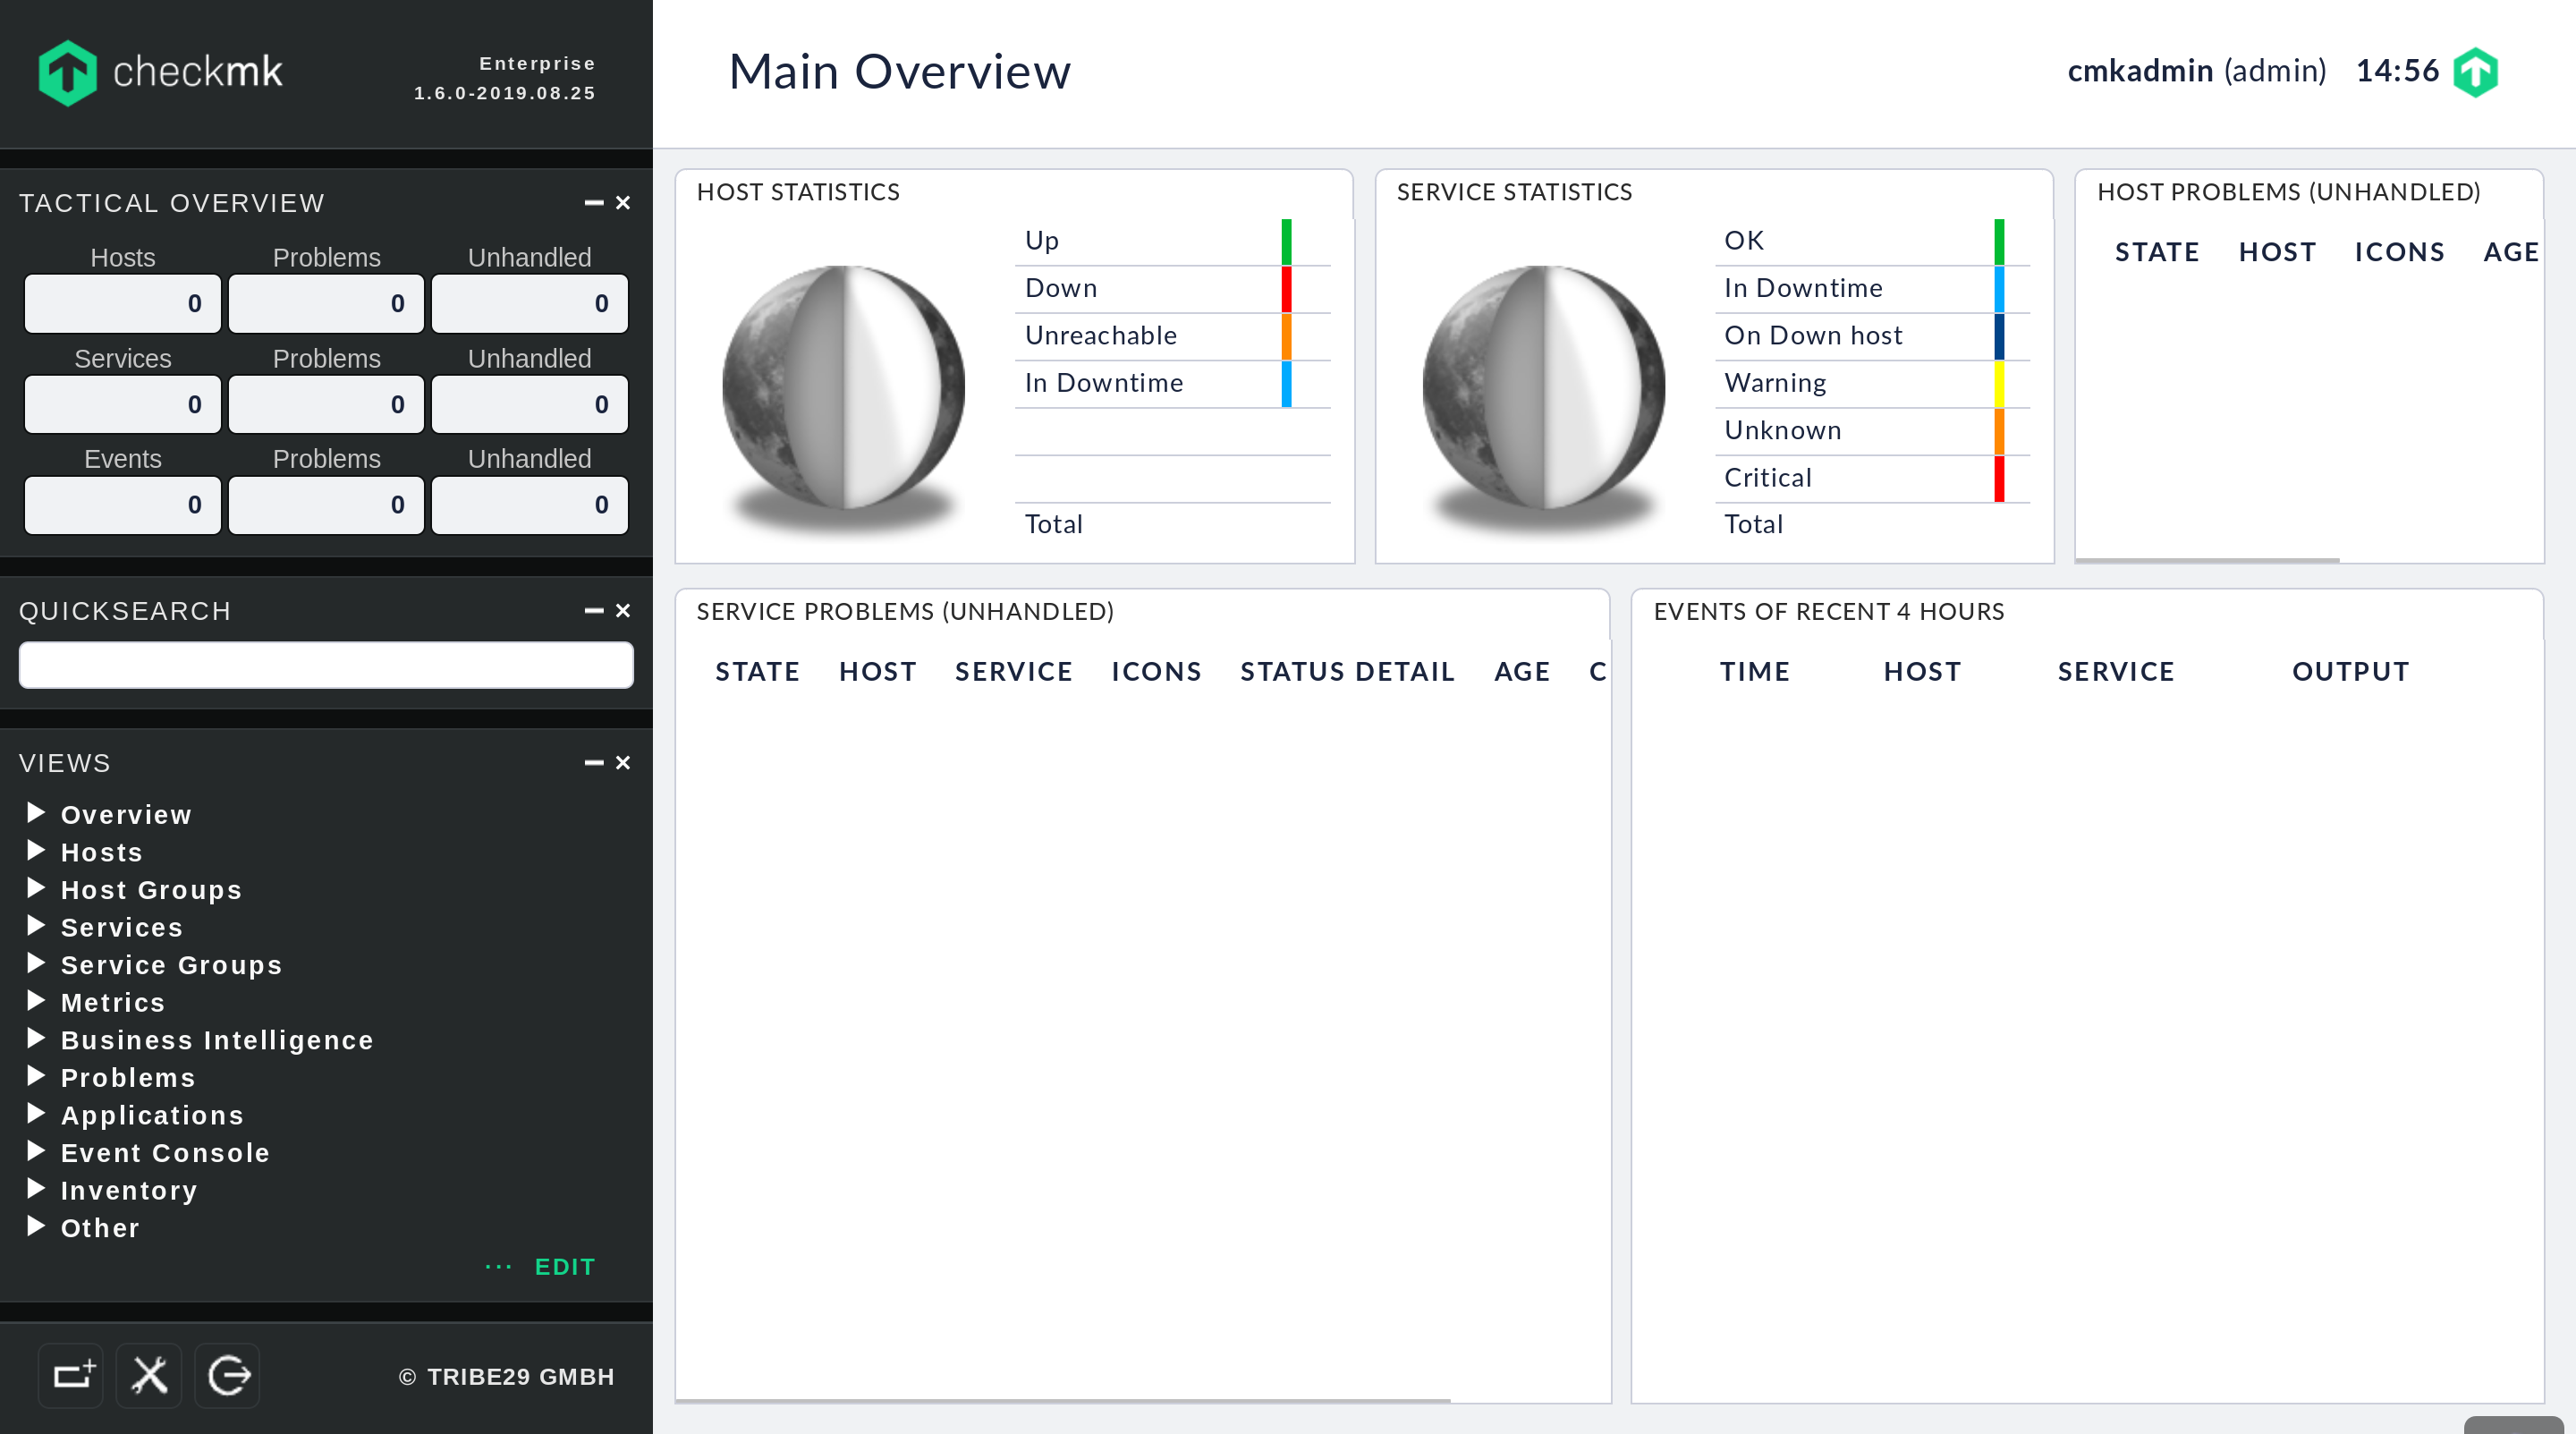 checkmk
Enterprise
1.6.0-2019.08.25
TACTICAL OVERVIEW
Hosts Problems Unhandled
0 0 0
Services Problems Unhandled
0 0 0
Events Problems Unhandled
0 0 0
QUICKSEARCH
VIEWS
Overview
Hosts
Host Groups
Services
Service Groups
Metrics
Business Intelligence
Problems
Applications
Event Console
Inventory
Other
··· EDIT
© TRIBE29 GMBH
Main Overview
cmkadmin (admin) 14:56
HOST STATISTICS
Up
Down
Unreachable
In Downtime
Total
SERVICE STATISTICS
OK
In Downtime
On Down host
Warning
Unknown
Critical
Total
HOST PROBLEMS (UNHANDLED)
STATE HOST ICONS AGE
SERVICE PROBLEMS (UNHANDLED)
STATE HOST SERVICE ICONS STATUS DETAIL AGE C
EVENTS OF RECENT 4 HOURS
TIME HOST SERVICE OUTPUT